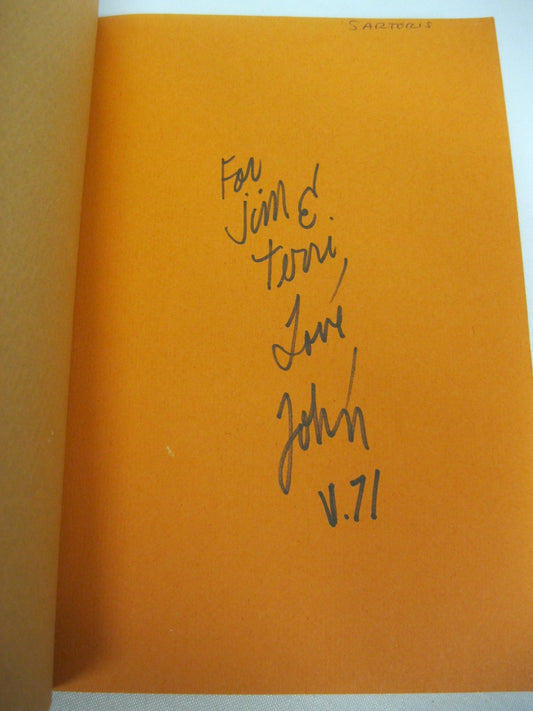 SARTORIS
For
Jim &
Terri,
Love,
John
V.71